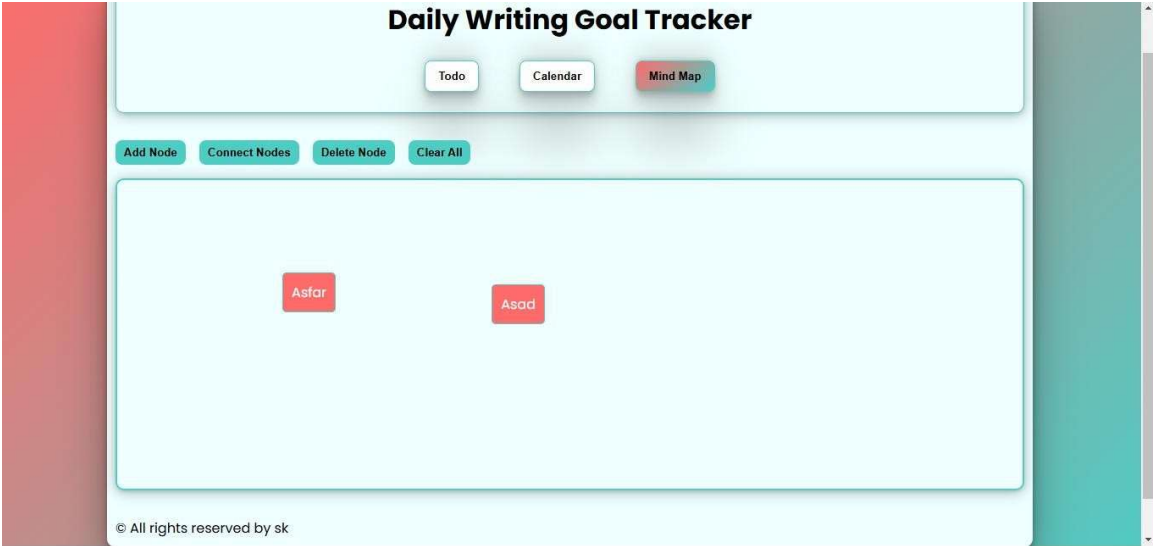 Daily Writing Goal Tracker
Todo Calendar Mind Map
Add Node Connect Nodes Delete Node Clear All
Asfar
Asad
© All rights reserved by sk